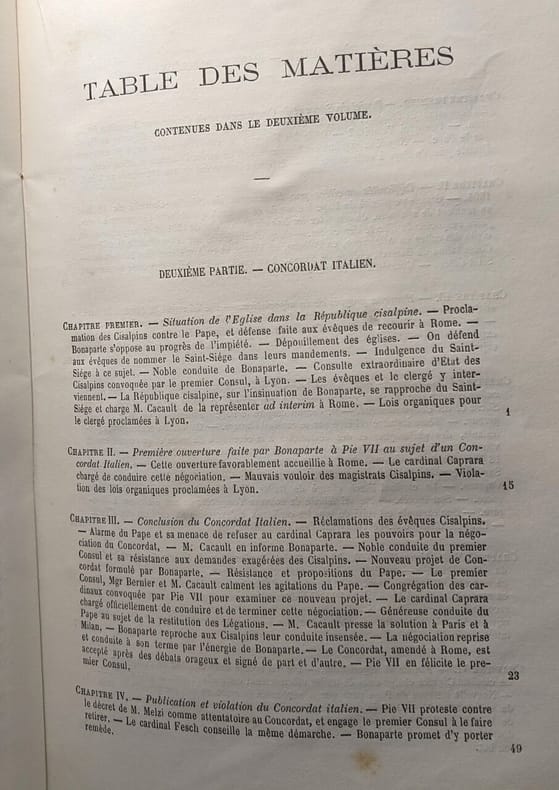 TABLE DES MATIÈRES
CONTENUES DANS LE DEUXIÈME VOLUME.
DEUXIÈME PARTIE. — CONCORDAT ITALIEN.
CHAPITRE PREMIER. — Situation de l'Eglise dans la République cisalpine. — Procla-
mation des Cisalpins contre le Pape, et défense faite aux évêques de recourir à Rome. —
Bonaparte s'oppose au progrès de l'impiété. — Dépouillement des églises. — On défend
aux évêques de nommer le Saint-Siége dans leurs mandements. — Indulgence du Saint-
Siége à ce sujet. — Noble conduite de Bonaparte. — Consulte extraordinaire d'Etat des
Cisalpins convoquée par le premier Consul, à Lyon. — Les évêques et le clergé y inter-
viennent. — La République cisalpine, sur l'insinuation de Bonaparte, se rapproche du Saint-
Siége et charge M. Cacault de la représenter ad interim à Rome. — Lois organiques pour
le clergé proclamées à Lyon. 1
CHAPITRE II. — Première ouverture faite par Bonaparte à Pie VII au sujet d'un Con-
cordat Italien. — Cette ouverture favorablement accueillie à Rome. — Le cardinal Caprara
chargé de conduire cette négociation. — Mauvais vouloir des magistrats Cisalpins. — Viola-
tion des lois organiques proclamées à Lyon. 15
CHAPITRE III. — Conclusion du Concordat Italien. — Réclamations des évêques Cisalpins.
— Alarme du Pape et sa menace de refuser au cardinal Caprara les pouvoirs pour la négo-
ciation du Concordat. — M. Cacault en informe Bonaparte. — Noble conduite du premier
Consul et sa résistance aux demandes exagérées des Cisalpins. — Nouveau projet de Con-
cordat formulé par Bonaparte. — Résistance et propositions du Pape. — Le premier
Consul, Mgr Bernier et M. Cacault calment les agitations du Pape. — Congrégation des car-
dinaux convoquée par Pie VII pour examiner ce nouveau projet. — Le cardinal Caprara
chargé officiellement de conduire et de terminer cette négociation. — Généreuse conduite du
Pape au sujet de la restitution des Légations. — M. Cacault presse la solution à Paris et à
Milan. — Bonaparte reproche aux Cisalpins leur conduite insensée. — La négociation reprise
et conduite à son terme par l'énergie de Bonaparte. — Le Concordat, amendé à Rome, est
accepté après des débats orageux et signé de part et d'autre. — Pie VII en félicite le pre-
mier Consul. 23
CHAPITRE IV. — Publication et violation du Concordat italien. — Pie VII proteste contre
le décret de M. Melzi comme attentatoire au Concordat, et engage le premier Consul à le faire
retirer. — Le cardinal Fesch conseille la même démarche. — Bonaparte promet d'y porter
remède. 49